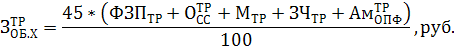 З^ТР_ОБ.Х = 45 * (ФЗП_ТР + О^ТР_СС + М_ТР + ЗЧ_ТР + Ам^ТР_ОПФ) / 100, руб.